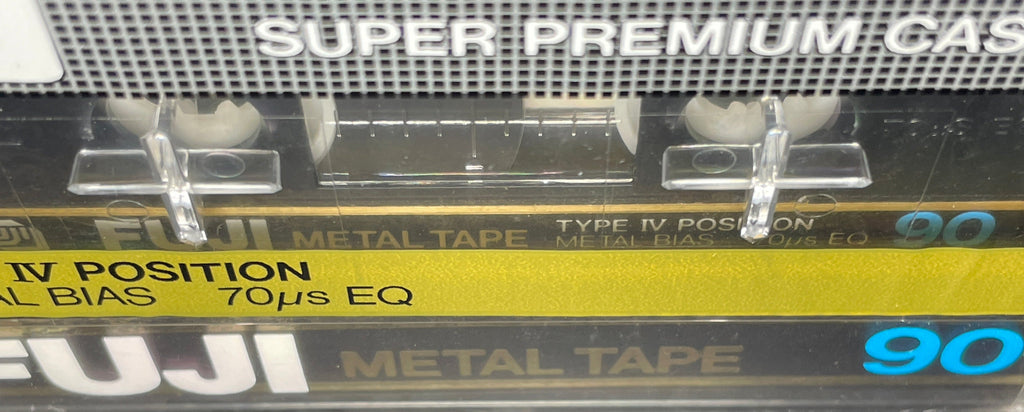 SUPER PREMIUM CAS
FUJI METAL TAPE TYPE IV POSITION 90
METAL BIAS 70μs EQ
IV POSITION
AL BIAS 70μs EQ
FUJI METAL TAPE 90